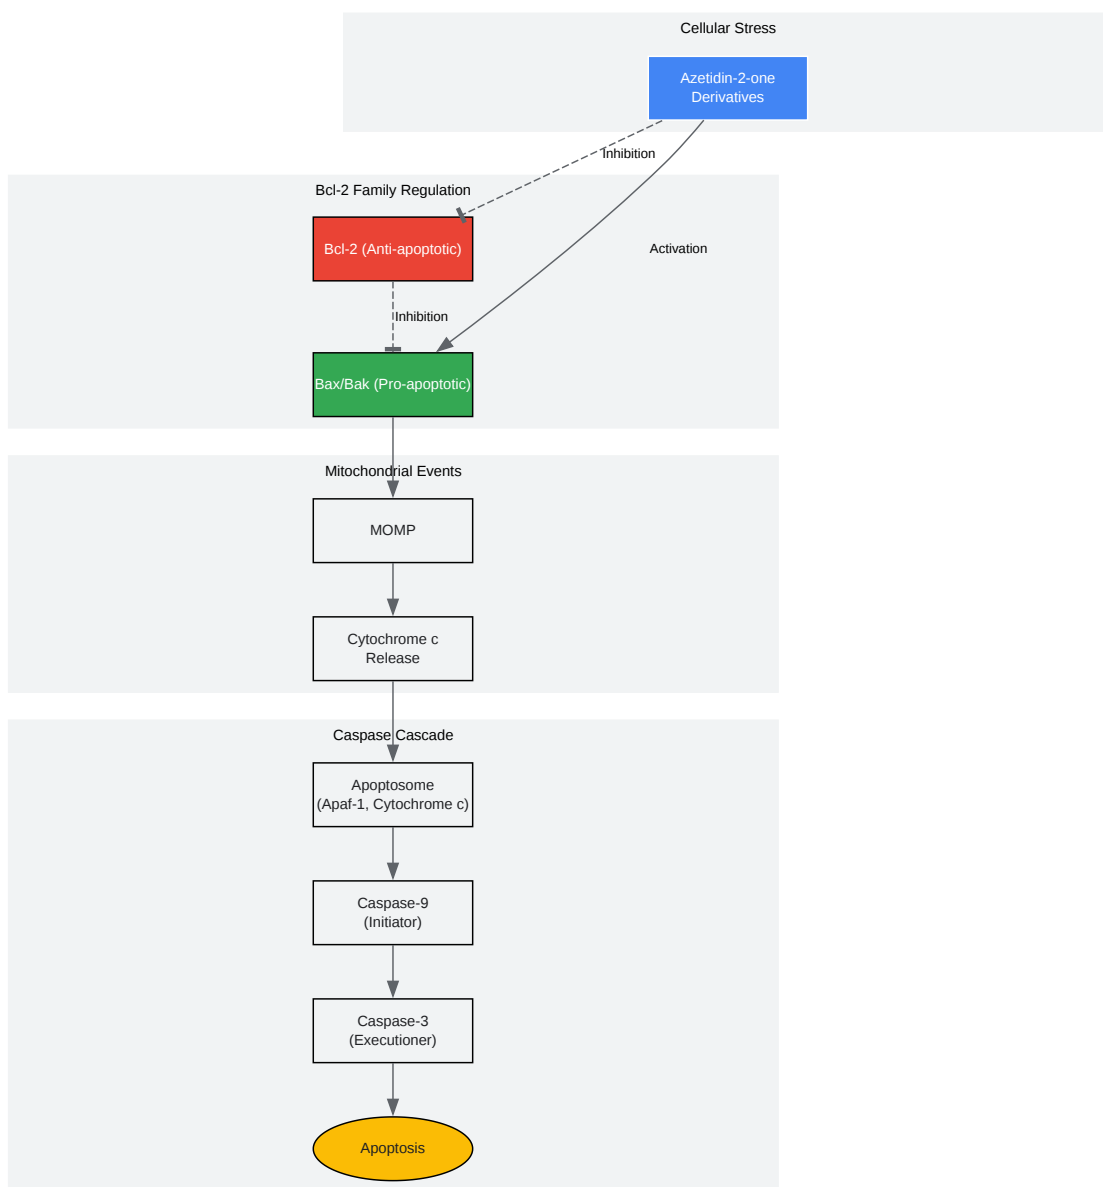 Cellular Stress
Azetidin-2-one
Derivatives
Inhibition
Bcl-2 Family Regulation
Bcl-2 (Anti-apoptotic)
Activation
Inhibition
Bax/Bak (Pro-apoptotic)
Mitochondrial Events
MOMP
Cytochrome c
Release
Caspase Cascade
Apoptosome
(Apaf-1, Cytochrome c)
Caspase-9
(Initiator)
Caspase-3
(Executioner)
Apoptosis